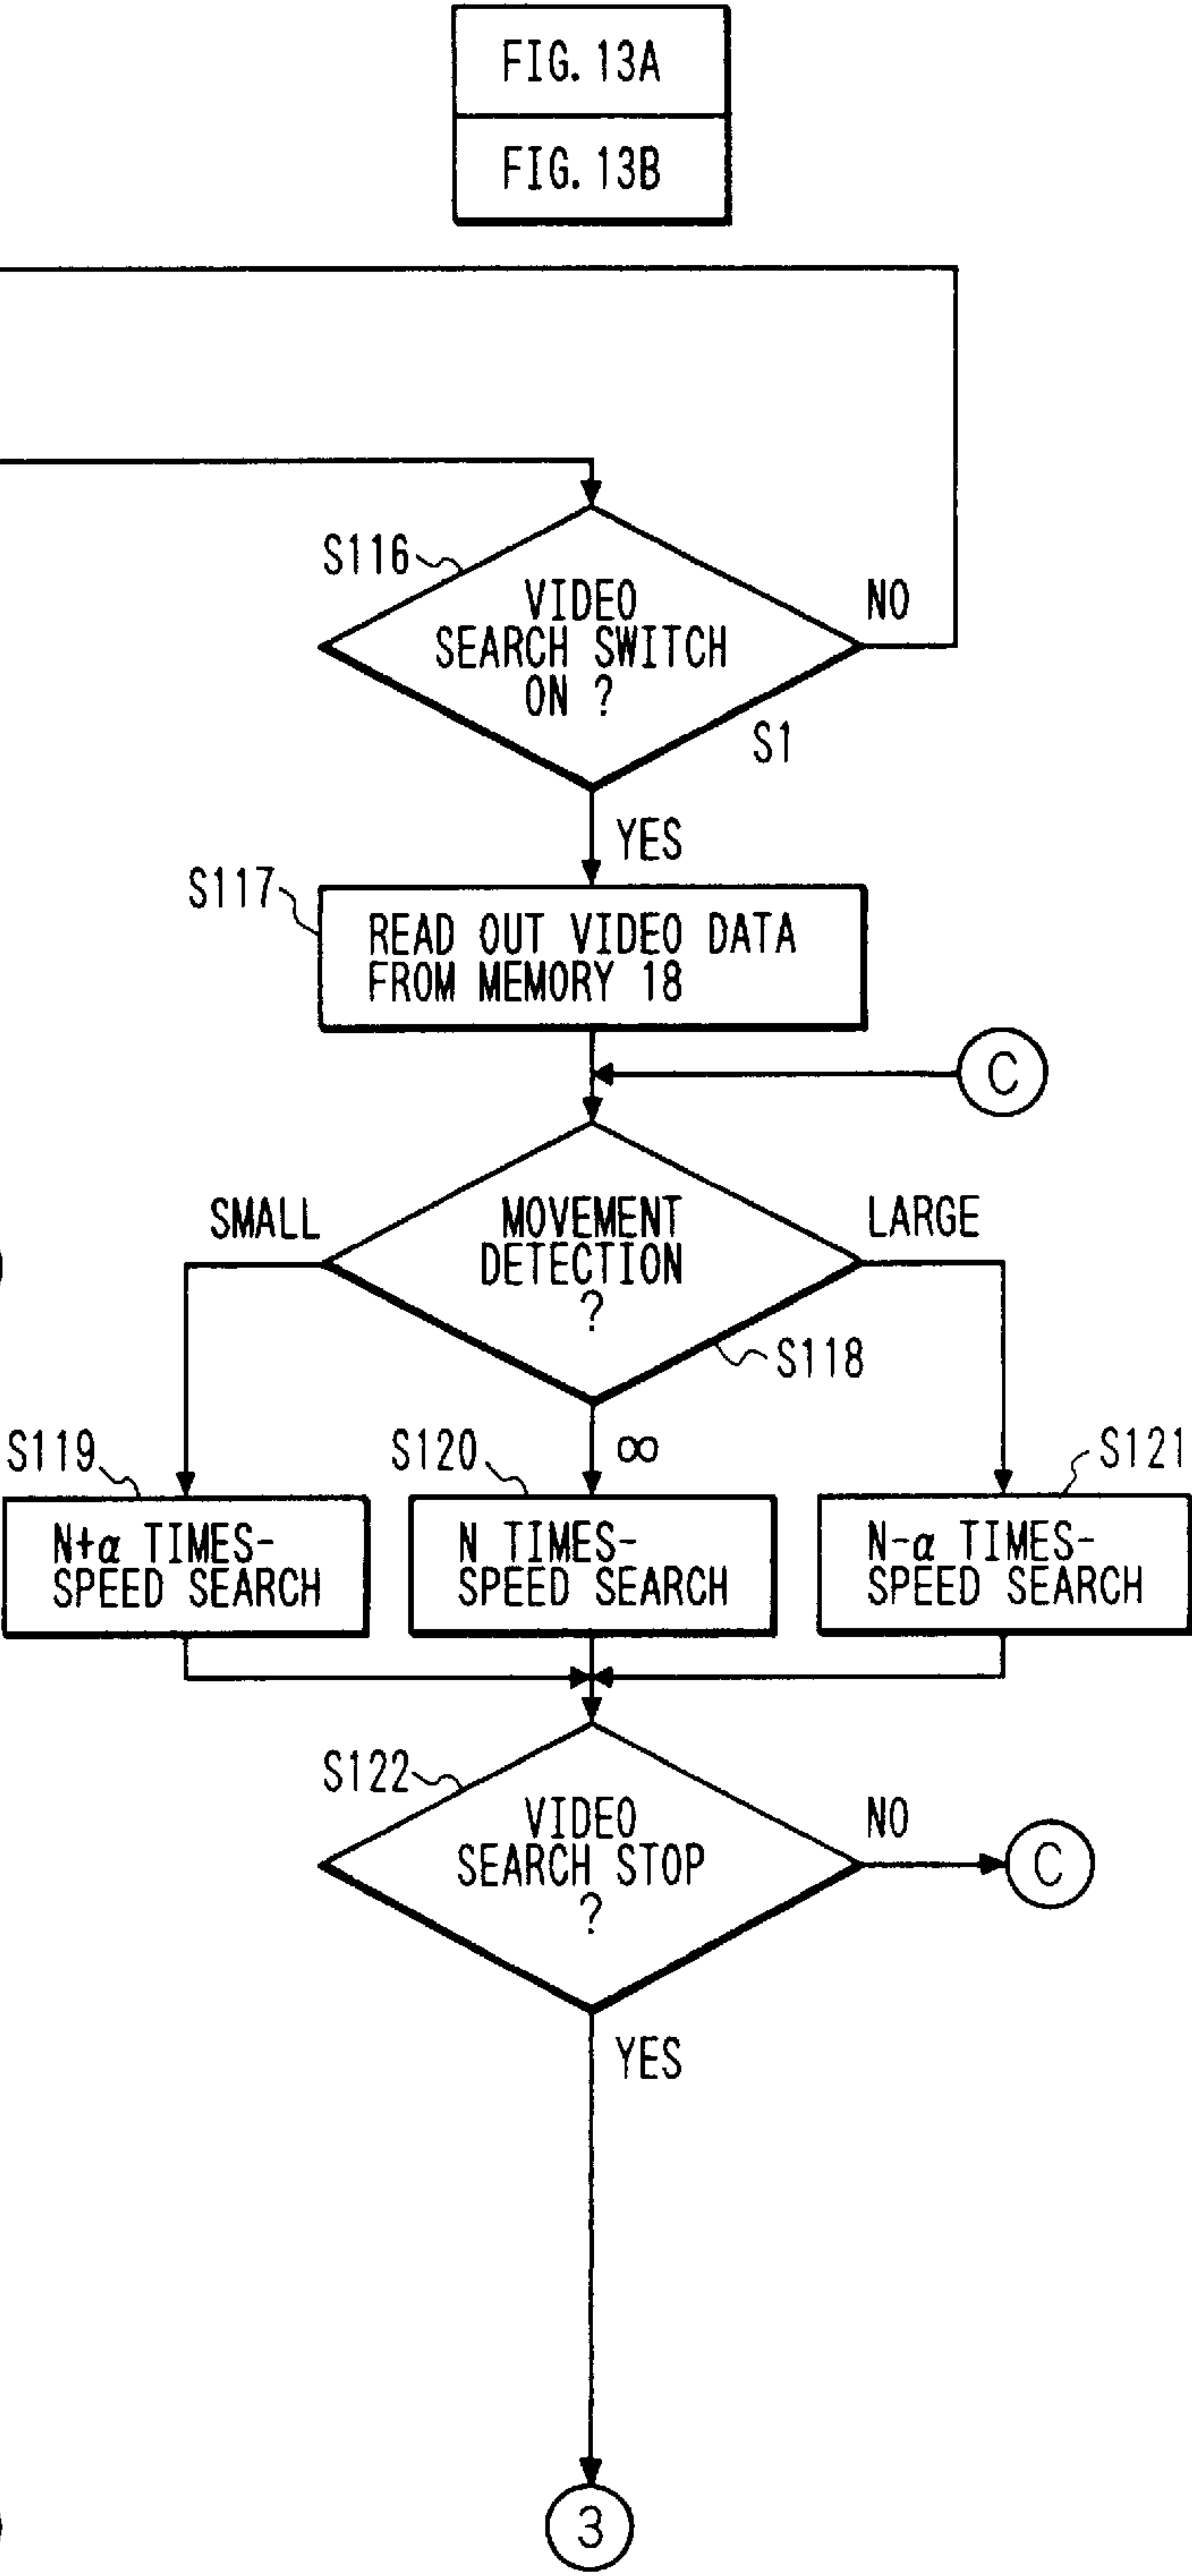 FIG. 13A
FIG. 13B
S116
VIDEO
SEARCH SWITCH
ON ?
NO
S1
YES
S117
READ OUT VIDEO DATA
FROM MEMORY 18
C
SMALL
MOVEMENT
DETECTION
?
LARGE
S118
S119
S120
∞
S121
N+α TIMES-
SPEED SEARCH
N TIMES-
SPEED SEARCH
N-α TIMES-
SPEED SEARCH
S122
VIDEO
SEARCH STOP
?
NO
C
YES
3